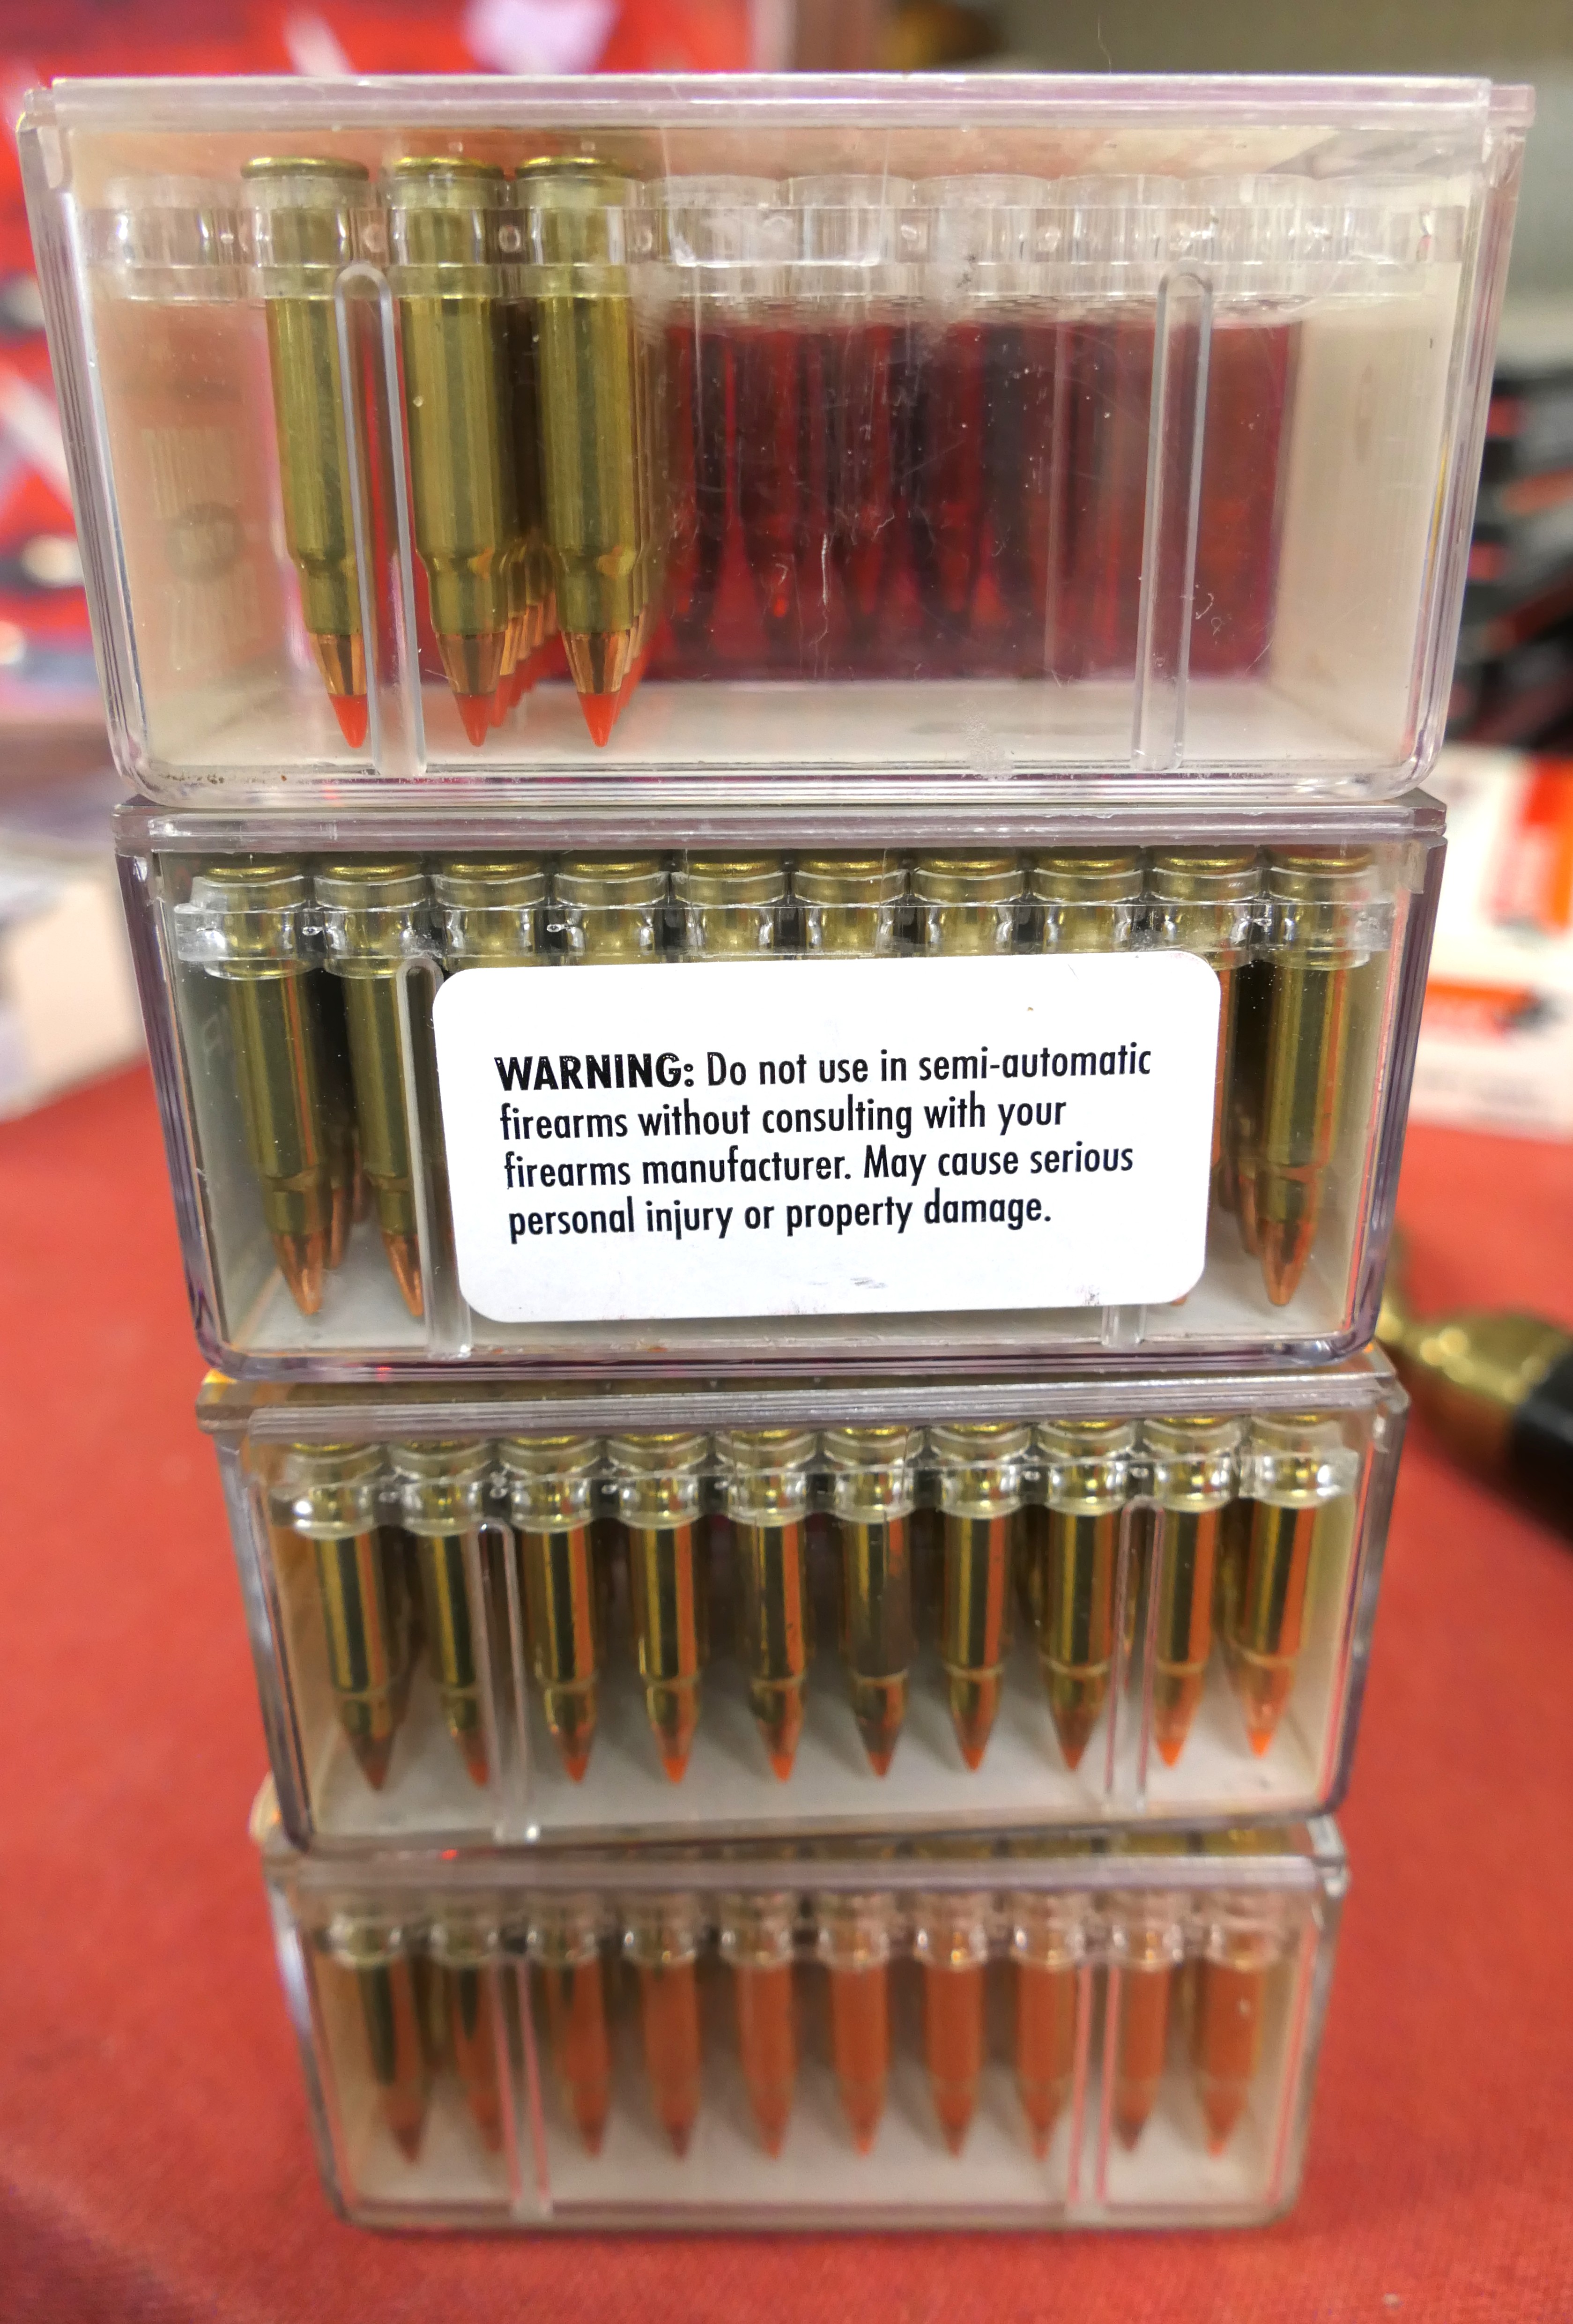 WARNING: Do not use in semi-automatic
firearms without consulting with your
firearms manufacturer. May cause serious
personal injury or property damage.